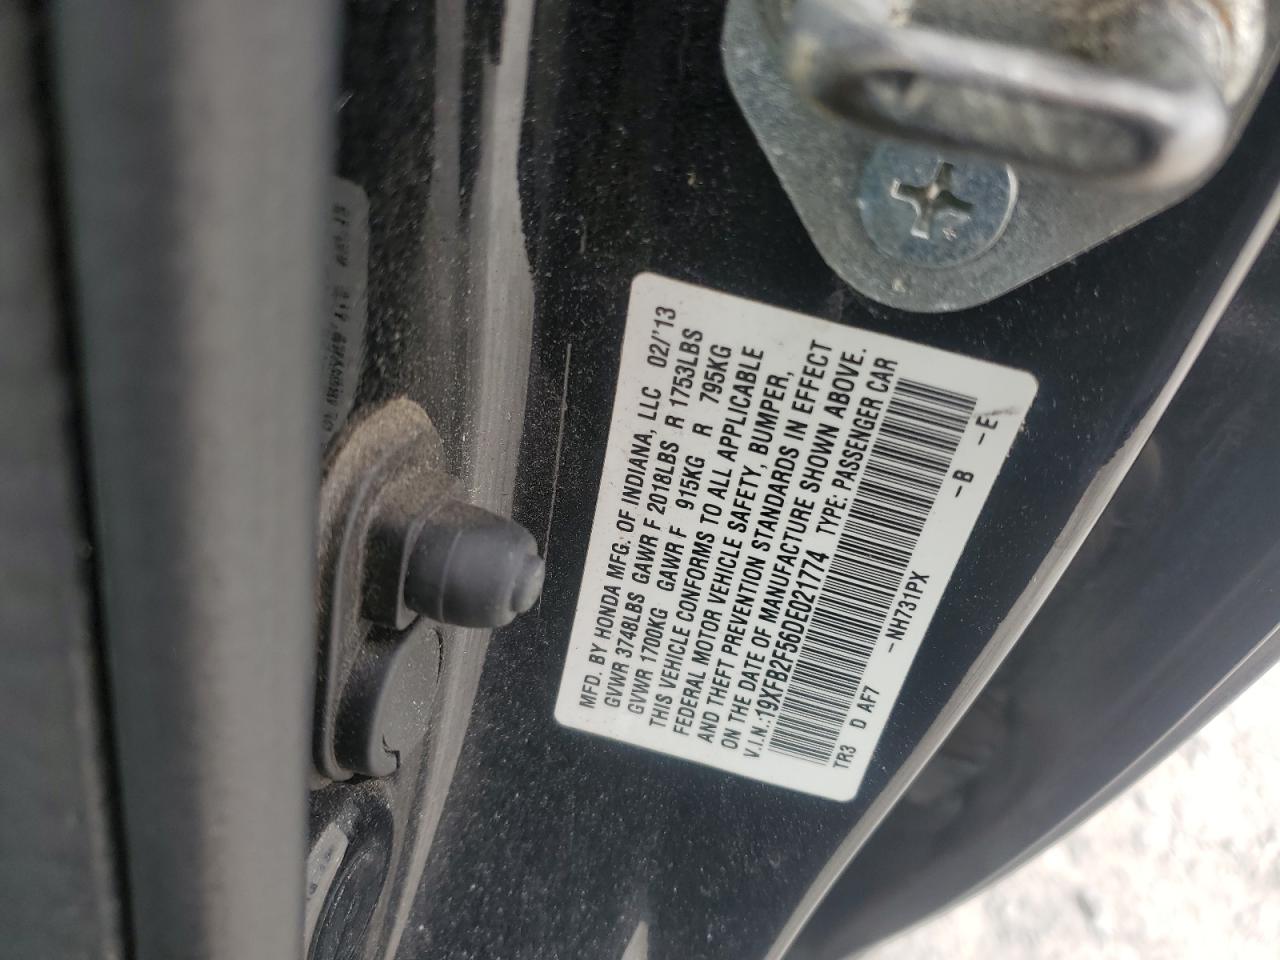 MFD. BY HONDA MFG. OF INDIANA, LLC 02/'13
GVWR 3748LBS GAWR F 2018LBS R 1753LBS
GVWR 1700KG GAWR F 915KG R 795KG
THIS VEHICLE CONFORMS TO ALL APPLICABLE
FEDERAL MOTOR VEHICLE SAFETY, BUMPER,
AND THEFT PREVENTION STANDARDS IN EFFECT
ON THE DATE OF MANUFACTURE SHOWN ABOVE.
V.I.N.:19XFB2F56DE021774 TYPE: PASSENGER CAR
-NH731PX -B -E
TR3 D AF7